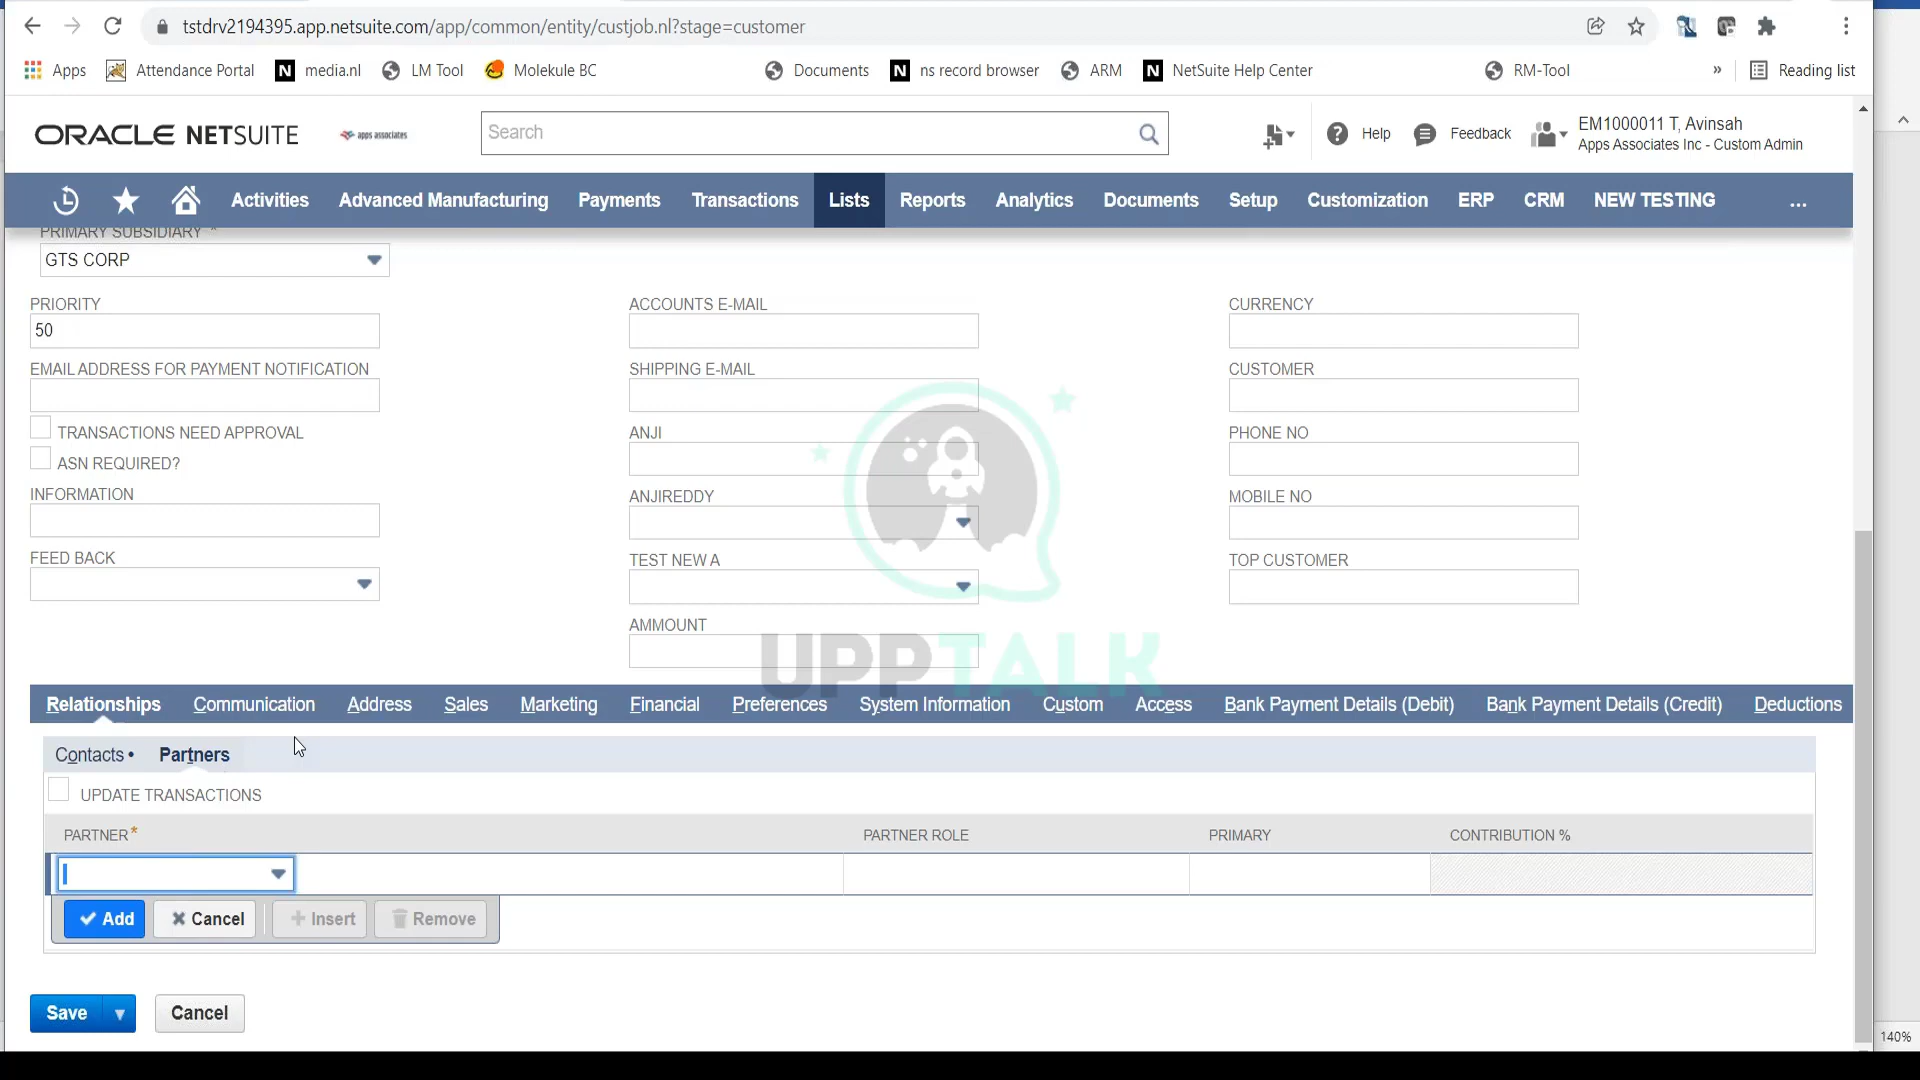 tstdrv2194395.app.netsuite.com/app/common/entity/custjob.nl?stage=customer
Apps Attendance Portal N media.nl LM Tool Molekule BC Documents N ns record browser ARM N NetSuite Help Center RM-Tool » Reading list
ORACLE NETSUITE apps associates Search Help Feedback EM1000011 T, Avinsah
Apps Associates Inc - Custom Admin
Activities Advanced Manufacturing Payments Transactions Lists Reports Analytics Documents Setup Customization ERP CRM NEW TESTING ...
PRIMARY SUBSIDIARY *
GTS CORP
PRIORITY ACCOUNTS E-MAIL CURRENCY
50
EMAIL ADDRESS FOR PAYMENT NOTIFICATION SHIPPING E-MAIL CUSTOMER
TRANSACTIONS NEED APPROVAL ANJI PHONE NO
ASN REQUIRED?
INFORMATION ANJIREDDY MOBILE NO
FEED BACK TEST NEW A TOP CUSTOMER
AMMOUNT
UPPTALK
Relationships Communication Address Sales Marketing Financial Preferences System Information Custom Access Bank Payment Details (Debit) Bank Payment Details (Credit) Deductions
Contacts • Partners
UPDATE TRANSACTIONS
PARTNER* PARTNER ROLE PRIMARY CONTRIBUTION %
Add Cancel Insert Remove
Save Cancel
140%